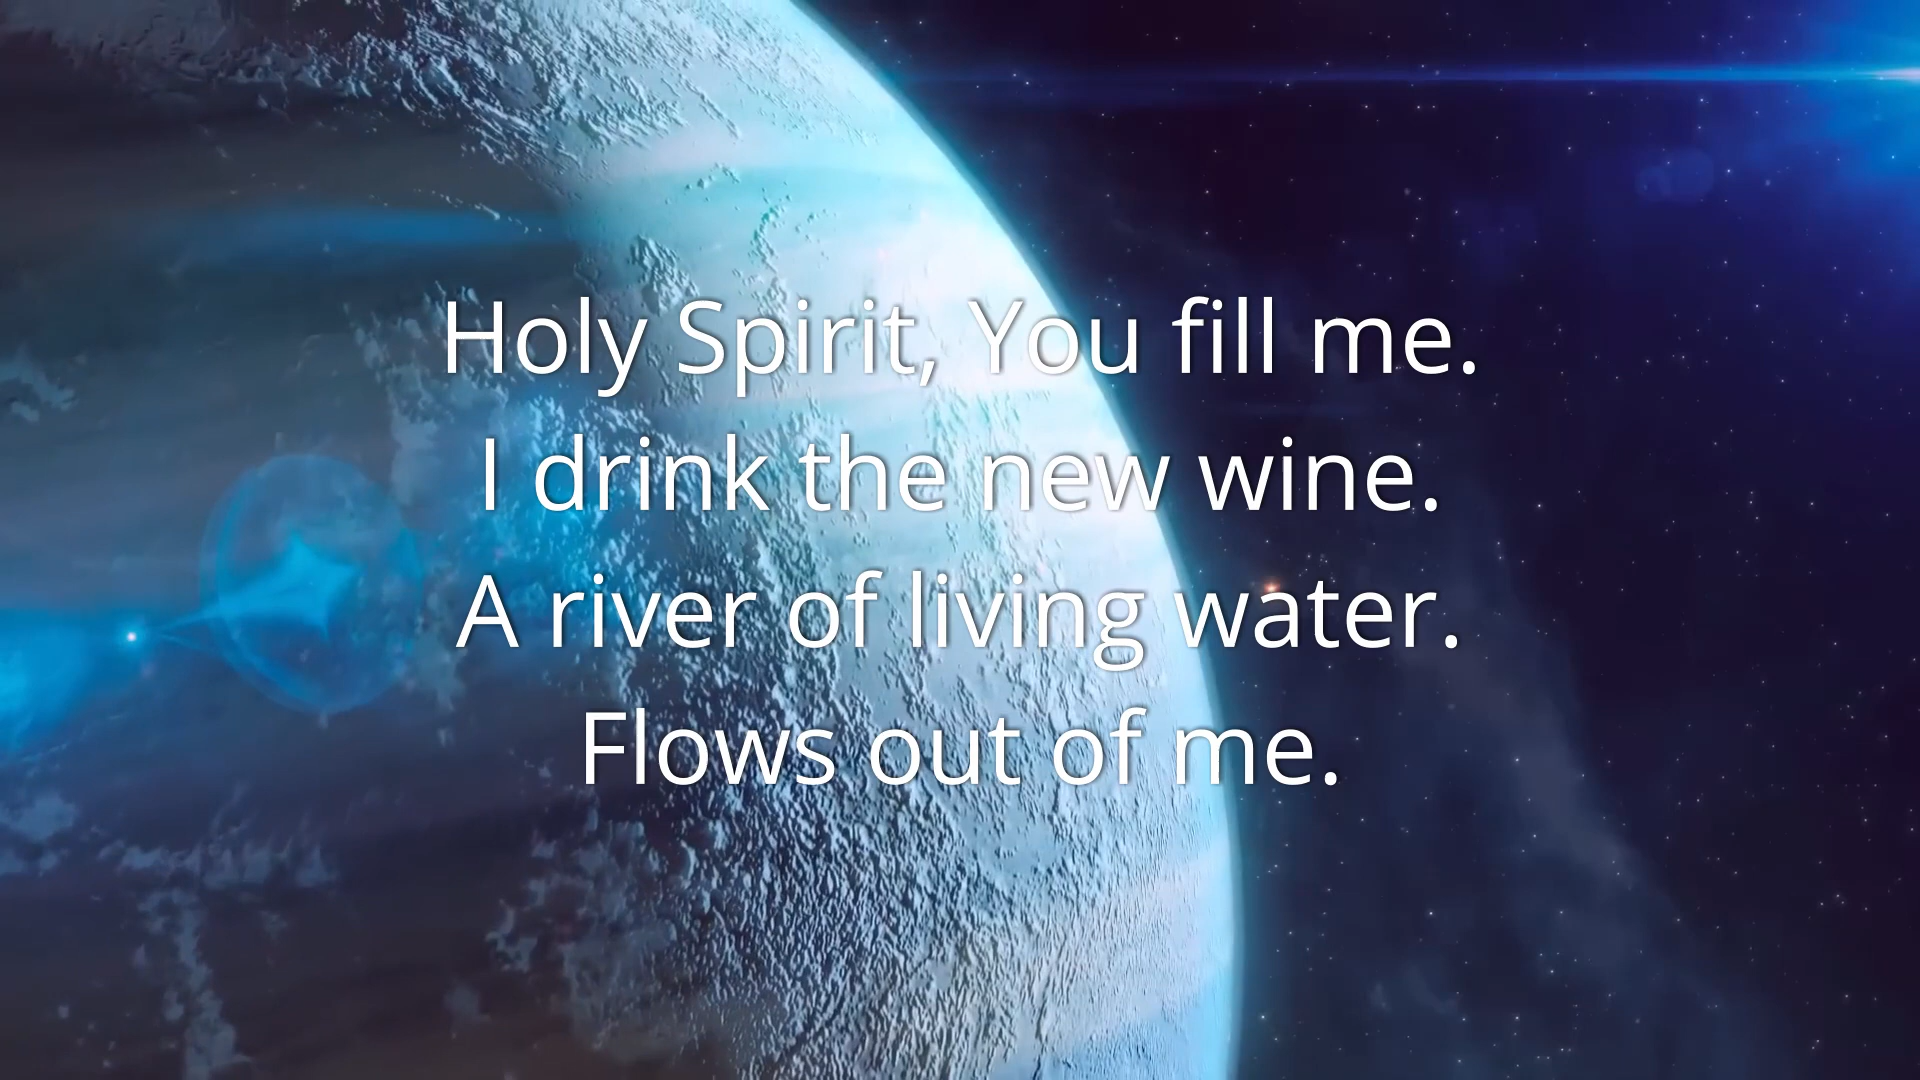 Holy Spirit, You fill me.
I drink the new wine.
A river of living water.
Flows out of me.